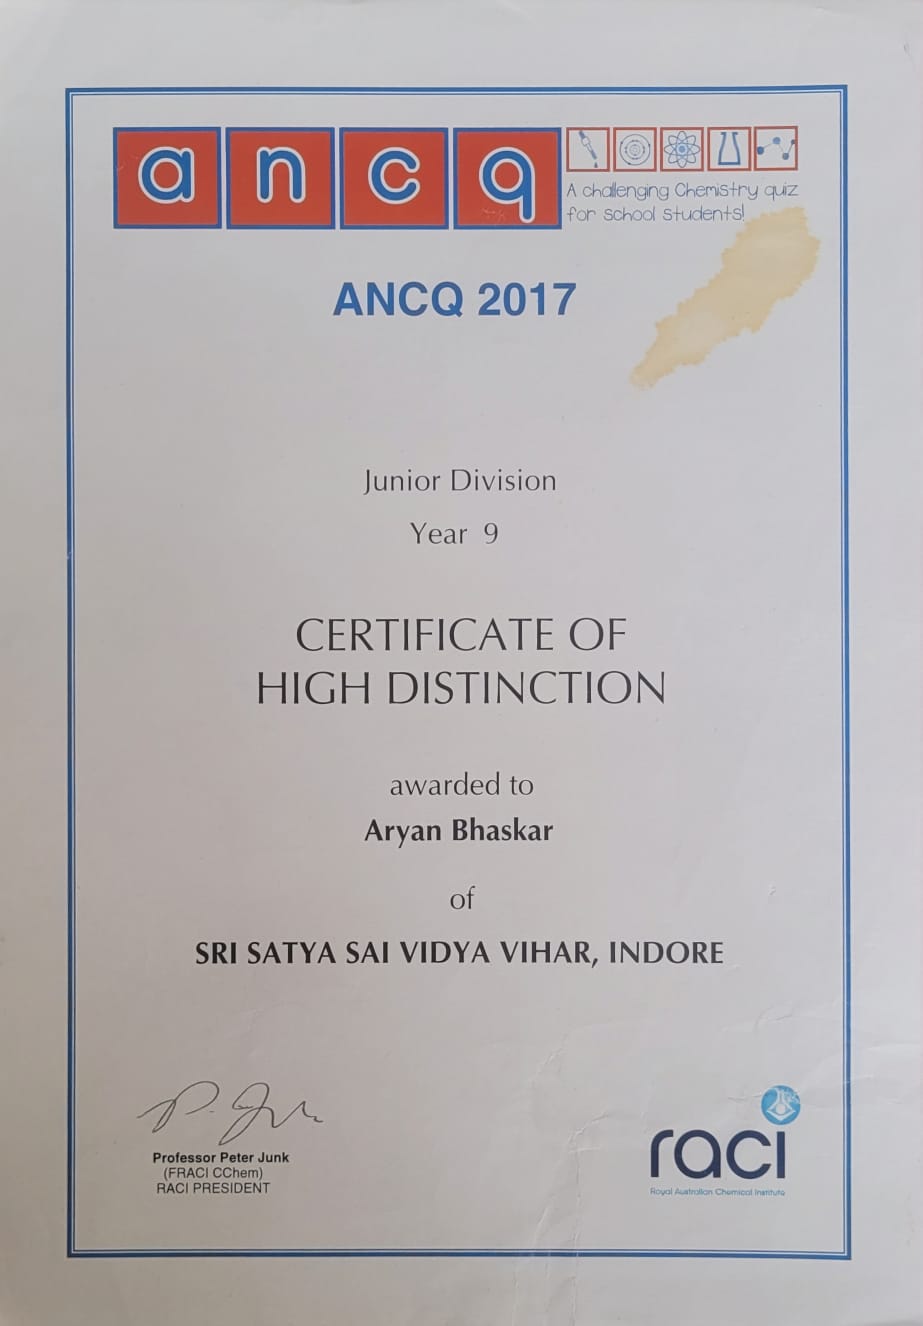 ancq
A challenging Chemistry quiz
for school students!
ANCQ 2017
Junior Division
Year 9
CERTIFICATE OF
HIGH DISTINCTION
awarded to
Aryan Bhaskar
of
SRI SATYA SAI VIDYA VIHAR, INDORE
P. Junk
Professor Peter Junk
(FRACI CChem)
RACI PRESIDENT
raci
Royal Australian Chemical Institute